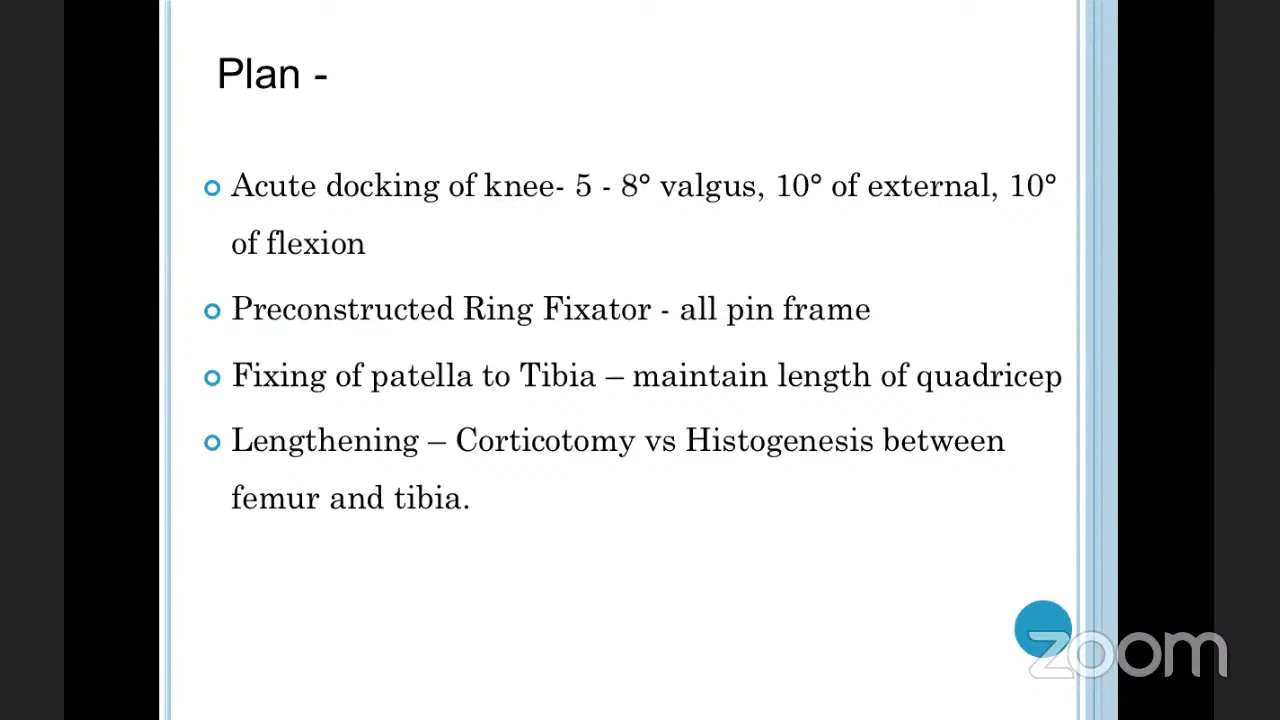 Plan -
Acute docking of knee- 5 - 8° valgus, 10° of external, 10°
of flexion
Preconstructed Ring Fixator - all pin frame
Fixing of patella to Tibia – maintain length of quadricep
Lengthening – Corticotomy vs Histogenesis between
femur and tibia.
zoom